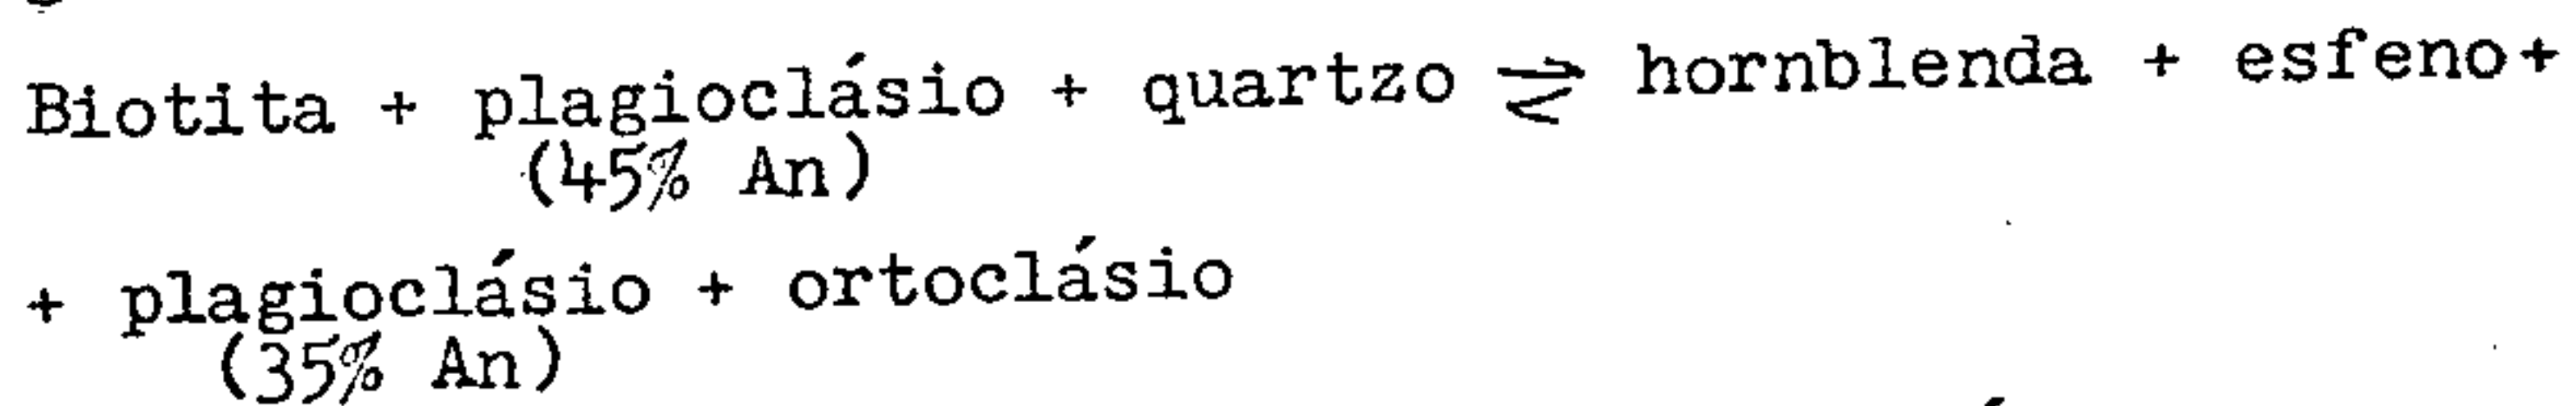 Biotita + plagioclásio + quartzo ⇄ hornblenda + esfeno+
(45% An)
+ plagioclásio + ortoclásio
(35% An)